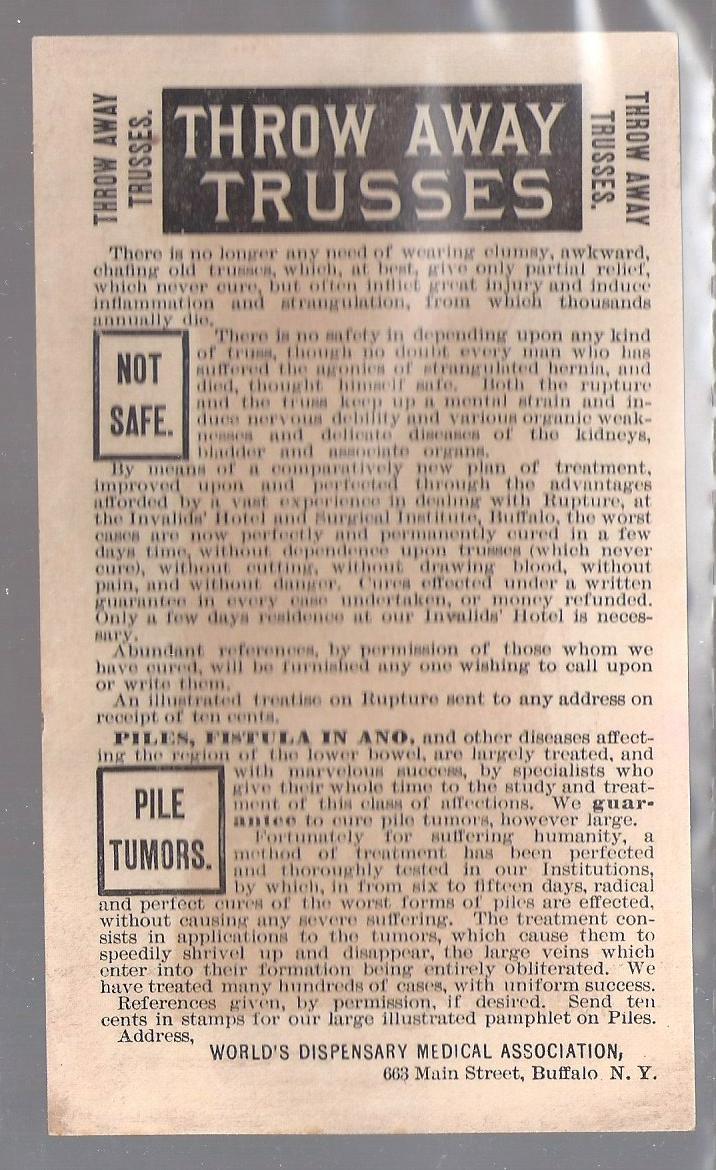 THROW AWAY
TRUSSES.
THROW AWAY
TRUSSES
THROW AWAY
TRUSSES.
There is no longer any need of wearing clumsy, awkward,
chafing old trusses, which, at best, give only partial relief,
which never cure, but often inflict great injury and induce
inflammation and strangulation, from which thousands
annually die.
NOT
SAFE.
There is no safety in depending upon any kind
of truss, though no doubt every man who has
suffered the agonies of strangulated hernia, and
died, thought himself safe. Both the rupture
and the truss keep up a mental strain and in-
duce nervous debility and various organic weak-
nesses and delicate diseases of the kidneys,
bladder and associate organs.
By means of a comparatively new plan of treatment,
improved upon and perfected through the advantages
afforded by a vast experience in dealing with Rupture, at
the Invalids' Hotel and Surgical Institute, Buffalo, the worst
cases are now perfectly and permanently cured in a few
days time, without dependence upon trusses (which never
cure), without cutting, without drawing blood, without
pain, and without danger. Cures effected under a written
guarantee in every case undertaken, or money refunded.
Only a few days residence at our Invalids' Hotel is neces-
sary.
Abundant references, by permission of those whom we
have cured, will be furnished any one wishing to call upon
or write them.
An illustrated treatise on Rupture sent to any address on
receipt of ten cents.
PILES, FISTULA IN ANO, and other diseases affect-
ing the region of the lower bowel, are largely treated, and
PILE
TUMORS.
with marvelous success, by specialists who
give their whole time to the study and treat-
ment of this class of affections. We guar-
antee to cure pile tumors, however large.
Fortunately for suffering humanity, a
method of treatment has been perfected
and thoroughly tested in our Institutions,
by which, in from six to fifteen days, radical
and perfect cures of the worst forms of piles are effected,
without causing any severe suffering. The treatment con-
sists in applications to the tumors, which cause them to
speedily shrivel up and disappear, the large veins which
enter into their formation being entirely obliterated. We
have treated many hundreds of cases, with uniform success.
References given, by permission, if desired. Send ten
cents in stamps for our large illustrated pamphlet on Piles.
Address,
WORLD'S DISPENSARY MEDICAL ASSOCIATION,
663 Main Street, Buffalo N. Y.